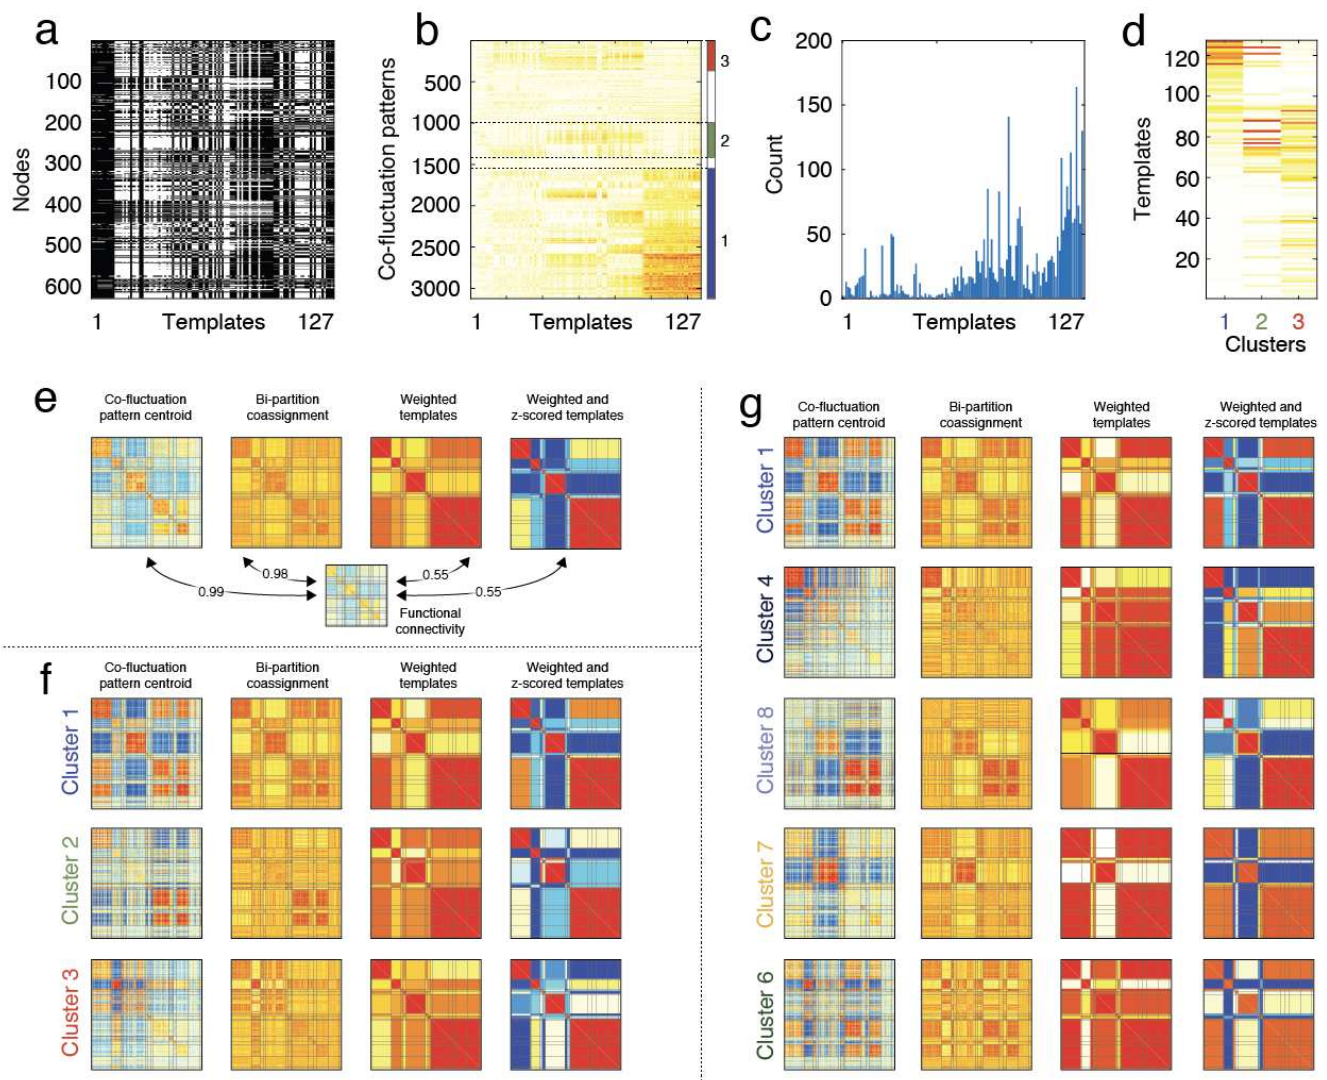 a
100
200
300
400
500
600
Nodes
1 Templates 127
b
500
1000
1500
2000
2500
3000
Co-fluctuation patterns
1 Templates 127
3
2
1
c
200
150
100
50
0
Count
1 Templates 127
d
120
100
80
60
40
20
Templates
1 2 3
Clusters
e
Co-fluctuation
pattern centroid
Bi-partition
coassignment
Weighted
templates
Weighted and
z-scored templates
0.99
0.98
0.55
0.55
Functional
connectivity
f
Co-fluctuation
pattern centroid
Bi-partition
coassignment
Weighted
templates
Weighted and
z-scored templates
Cluster 1
Cluster 2
Cluster 3
g
Co-fluctuation
pattern centroid
Bi-partition
coassignment
Weighted
templates
Weighted and
z-scored templates
Cluster 1
Cluster 4
Cluster 8
Cluster 7
Cluster 6